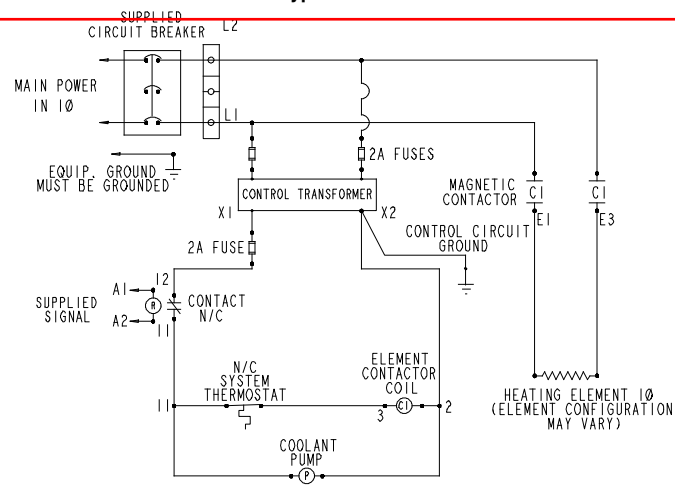 SUPPLIED
CIRCUIT BREAKER
L2
MAIN POWER
IN 1Ø
L1
2A FUSES
EQUIP. GROUND
MUST BE GROUNDED
CONTROL TRANSFORMER
MAGNETIC
CONTACTOR
C1
C1
X1
X2
E1
E3
CONTROL CIRCUIT
GROUND
2A FUSE
A1
12
SUPPLIED
SIGNAL
R
CONTACT
N/C
A2
11
N/C
SYSTEM
THERMOSTAT
ELEMENT
CONTACTOR
COIL
11
3
C1
2
HEATING ELEMENT 1Ø
(ELEMENT CONFIGURATION
MAY VARY)
COOLANT
PUMP
P